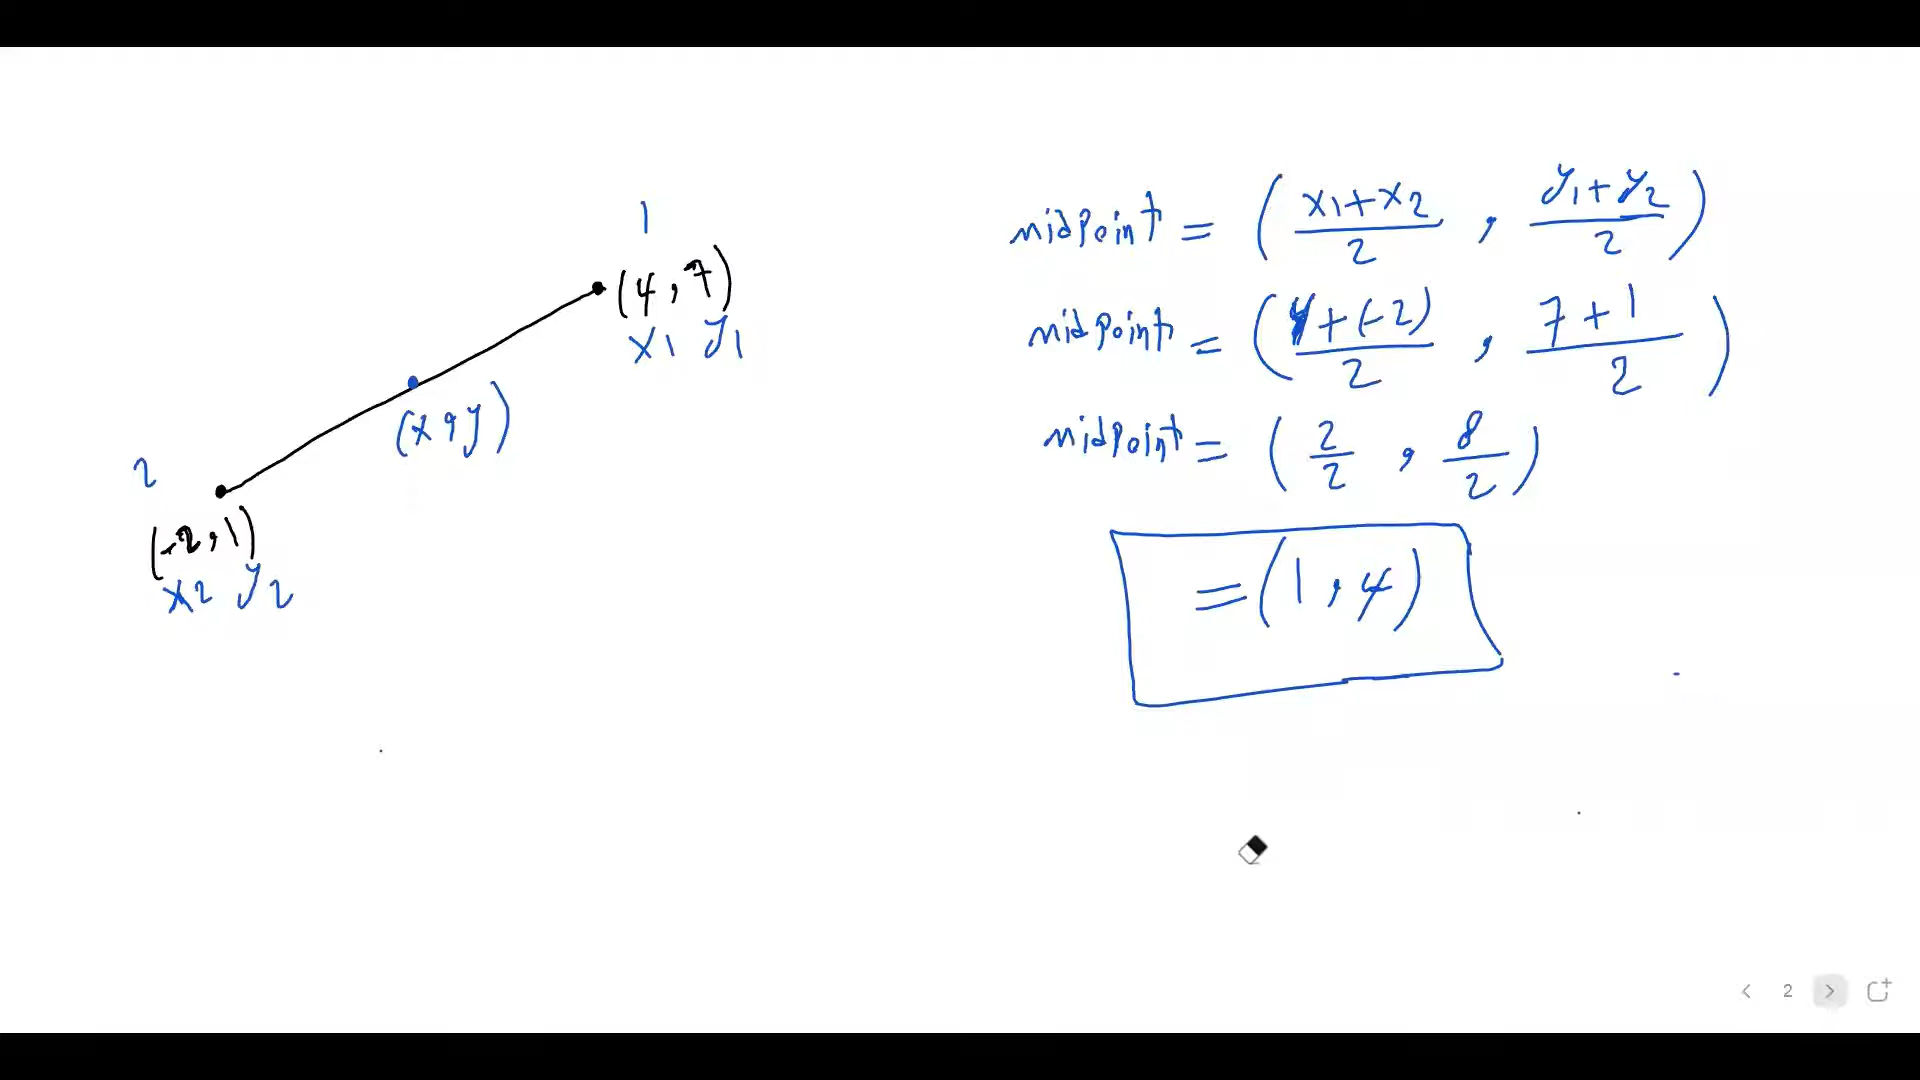 1
(4, 7)
x1 y1
(x, y)
2
(-2, 1)
x2 y2
midpoint = (x1+x2/2, y1+y2/2)
midpoint = (4+(-2)/2, 7+1/2)
midpoint = (2/2, 8/2)
= (1, 4)
2